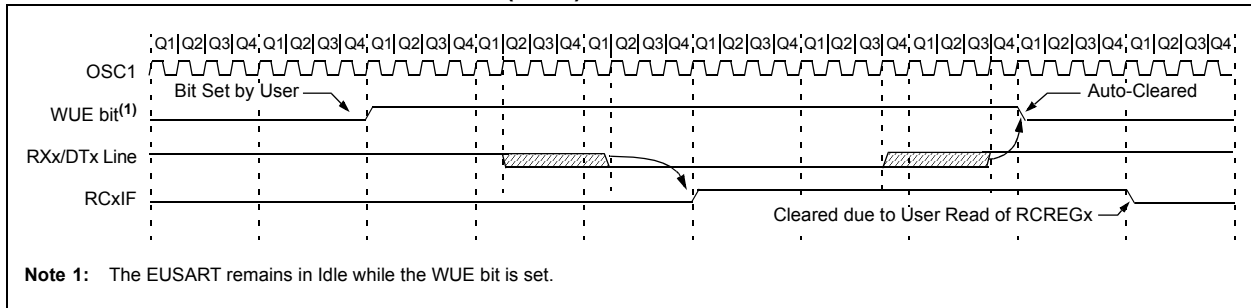 Q1|Q2|Q3|Q4|Q1|Q2|Q3|Q4|Q1|Q2|Q3|Q4|Q1|Q2|Q3|Q4|Q1|Q2|Q3|Q4|Q1|Q2|Q3|Q4|Q1|Q2|Q3|Q4|Q1|Q2|Q3|Q4|Q1|Q2|Q3|Q4|Q1|Q2|Q3|Q4
OSC1
Bit Set by User
Auto-Cleared
WUE bit(1)
RXx/DTx Line
RCxIF
Cleared due to User Read of RCREGx
Note 1: The EUSART remains in Idle while the WUE bit is set.